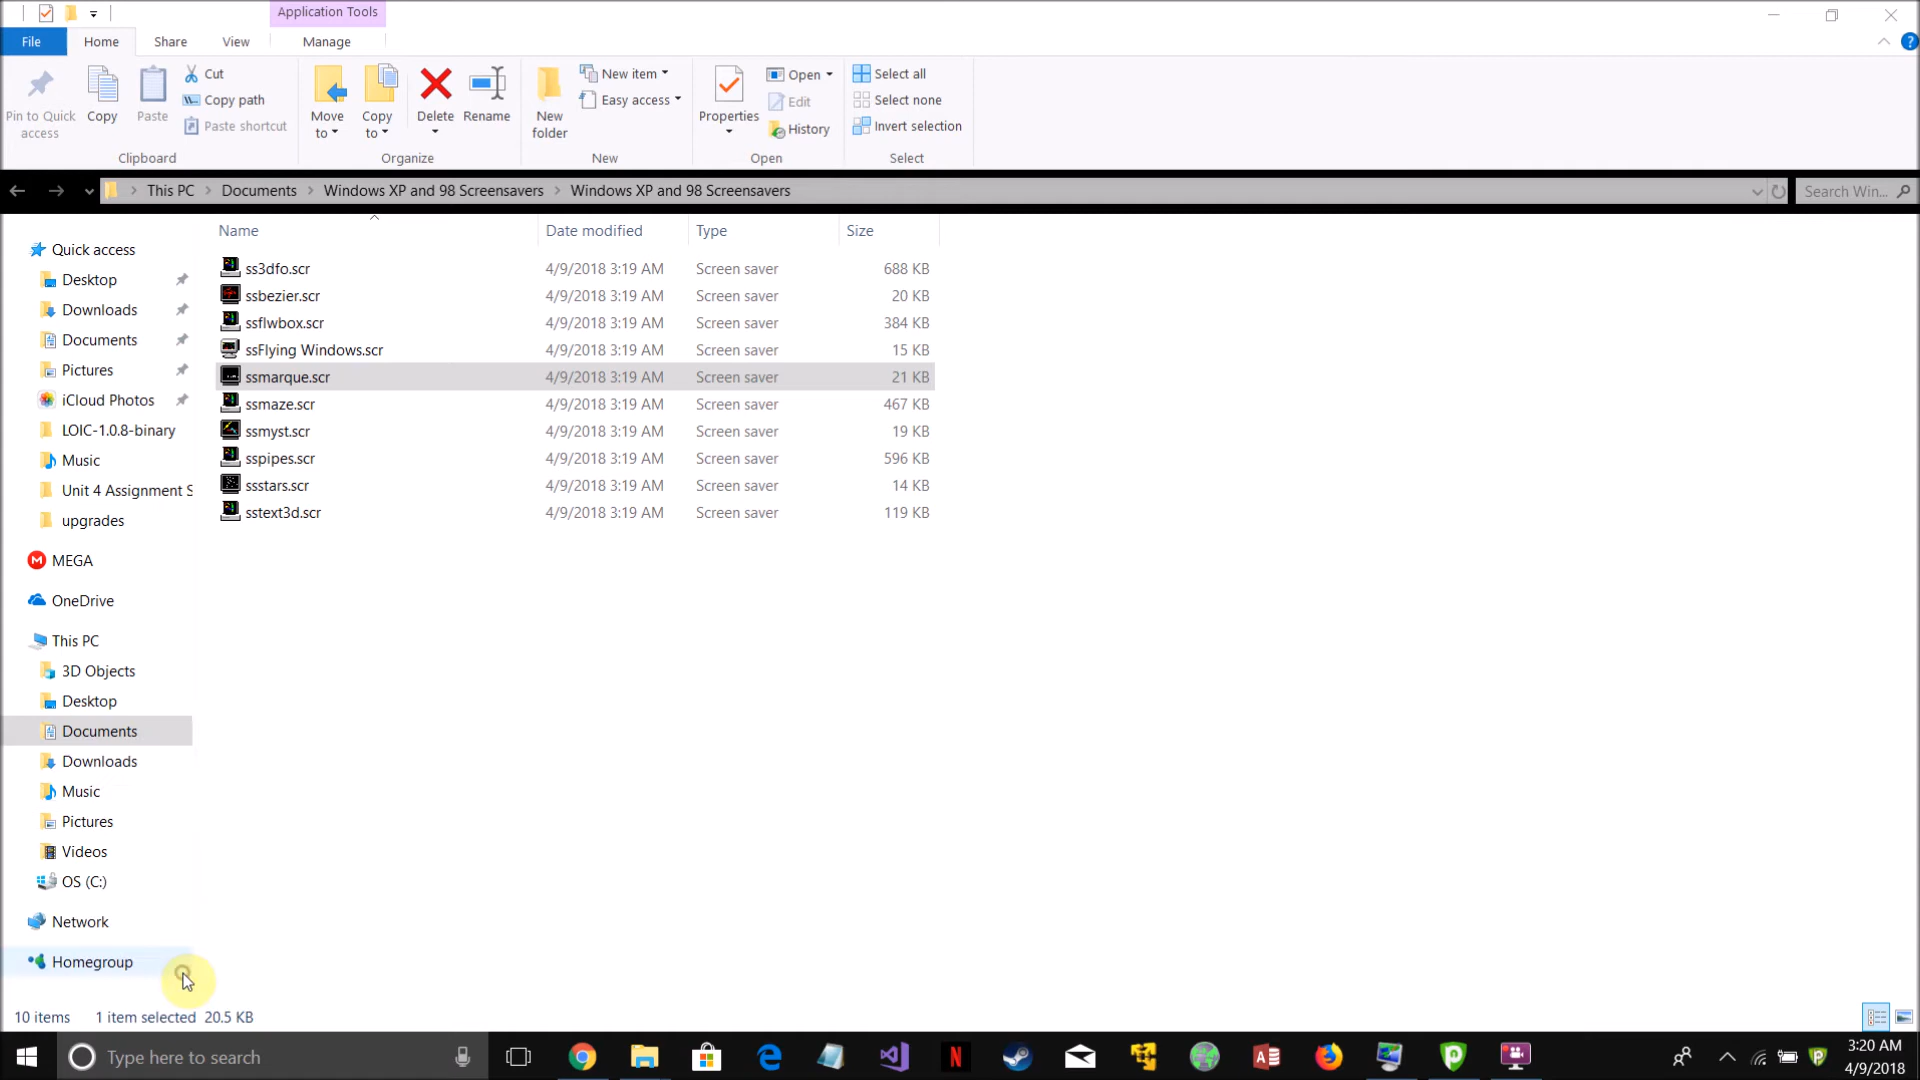 Application Tools
File Home Share View Manage
Pin to Quick access
Copy
Paste
Cut
Copy path
Paste shortcut
Clipboard
Move to
Copy to
Delete
Rename
Organize
New folder
New item
Easy access
New
Properties
Open
Edit
History
Open
Select all
Select none
Invert selection
Select
This PC Documents Windows XP and 98 Screensavers Windows XP and 98 Screensavers
Search Win...
Name Date modified Type Size
ss3dfo.scr 4/9/2018 3:19 AM Screen saver 688 KB
ssbezier.scr 4/9/2018 3:19 AM Screen saver 20 KB
ssflwbox.scr 4/9/2018 3:19 AM Screen saver 384 KB
ssFlying Windows.scr 4/9/2018 3:19 AM Screen saver 15 KB
ssmarque.scr 4/9/2018 3:19 AM Screen saver 21 KB
ssmaze.scr 4/9/2018 3:19 AM Screen saver 467 KB
ssmyst.scr 4/9/2018 3:19 AM Screen saver 19 KB
sspipes.scr 4/9/2018 3:19 AM Screen saver 596 KB
ssstars.scr 4/9/2018 3:19 AM Screen saver 14 KB
sstext3d.scr 4/9/2018 3:19 AM Screen saver 119 KB
Quick access
Desktop
Downloads
Documents
Pictures
iCloud Photos
LOIC-1.0.8-binary
Music
Unit 4 Assignment S
upgrades
MEGA
OneDrive
This PC
3D Objects
Desktop
Documents
Downloads
Music
Pictures
Videos
OS (C:)
Network
Homegroup
10 items 1 item selected 20.5 KB
Type here to search
3:20 AM
4/9/2018